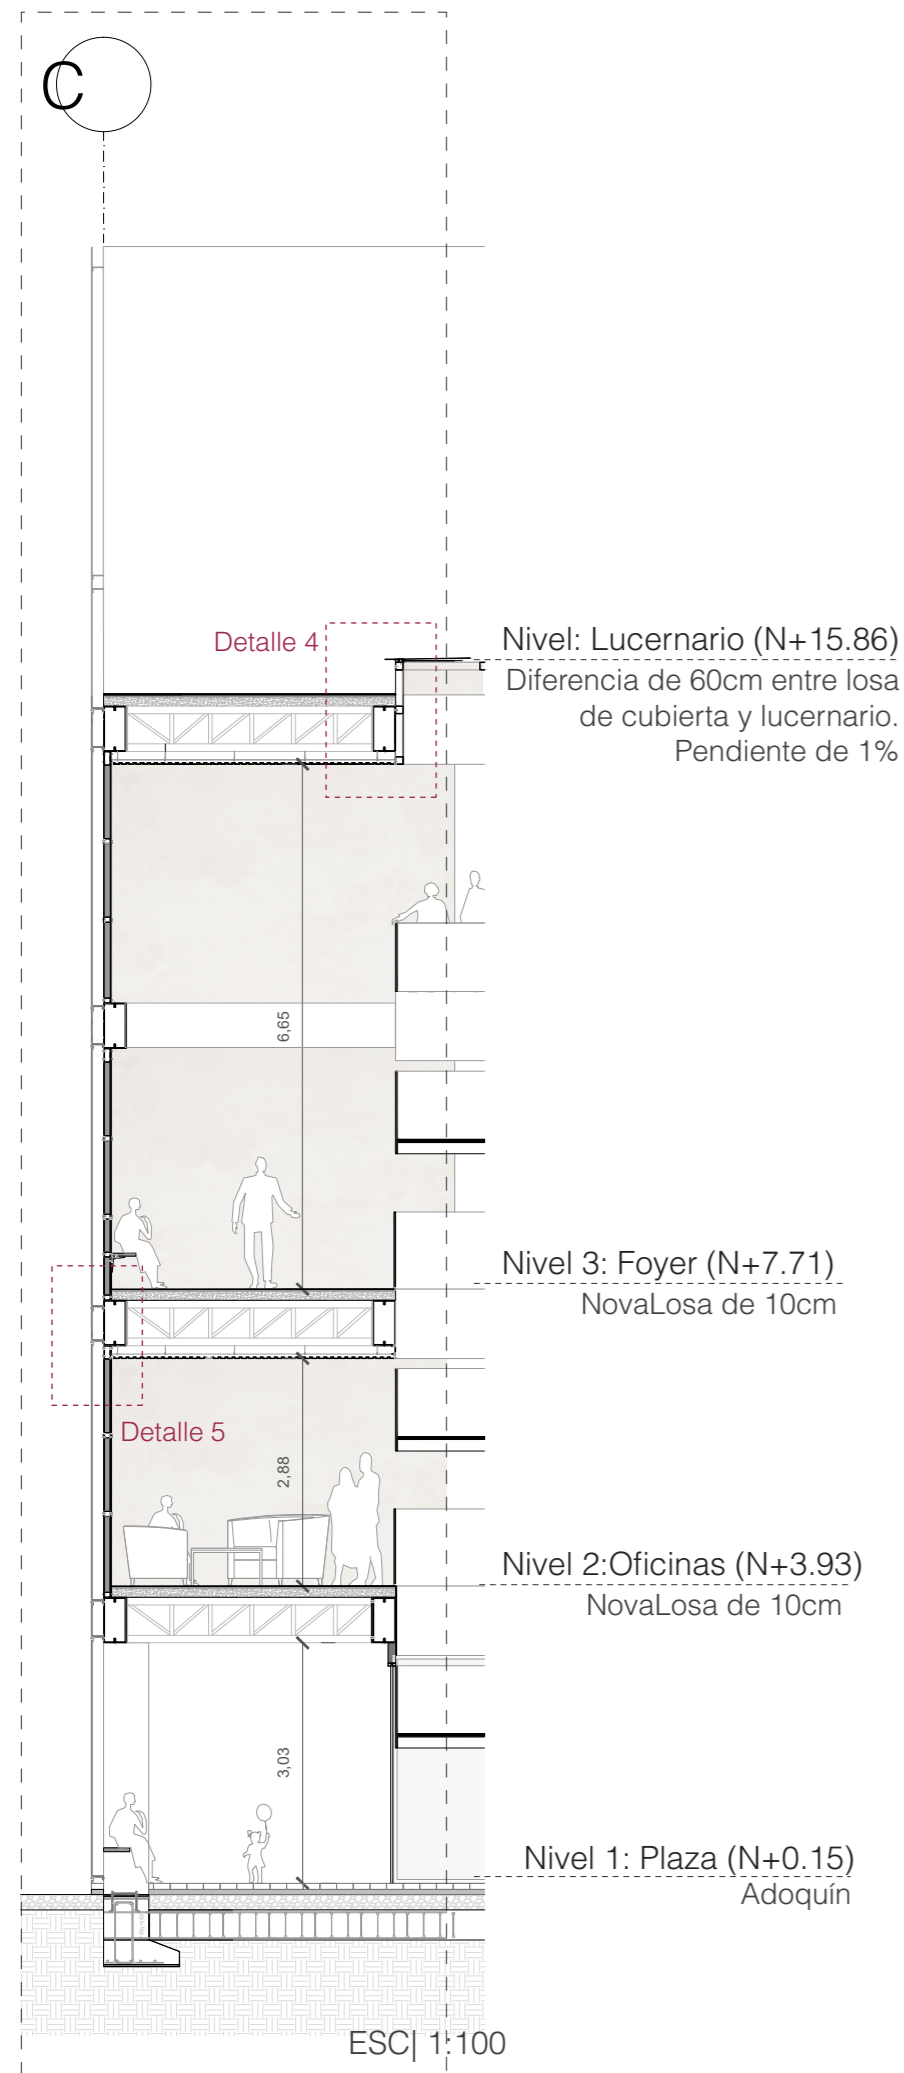 C
Detalle 4
Nivel: Lucernario (N+15.86)
Diferencia de 60cm entre losa
de cubierta y lucernario.
Pendiente de 1%
6,65
Nivel 3: Foyer (N+7.71)
NovaLosa de 10cm
Detalle 5
2,88
Nivel 2:Oficinas (N+3.93)
NovaLosa de 10cm
3,03
Nivel 1: Plaza (N+0.15)
Adoquín
ESC| 1:100